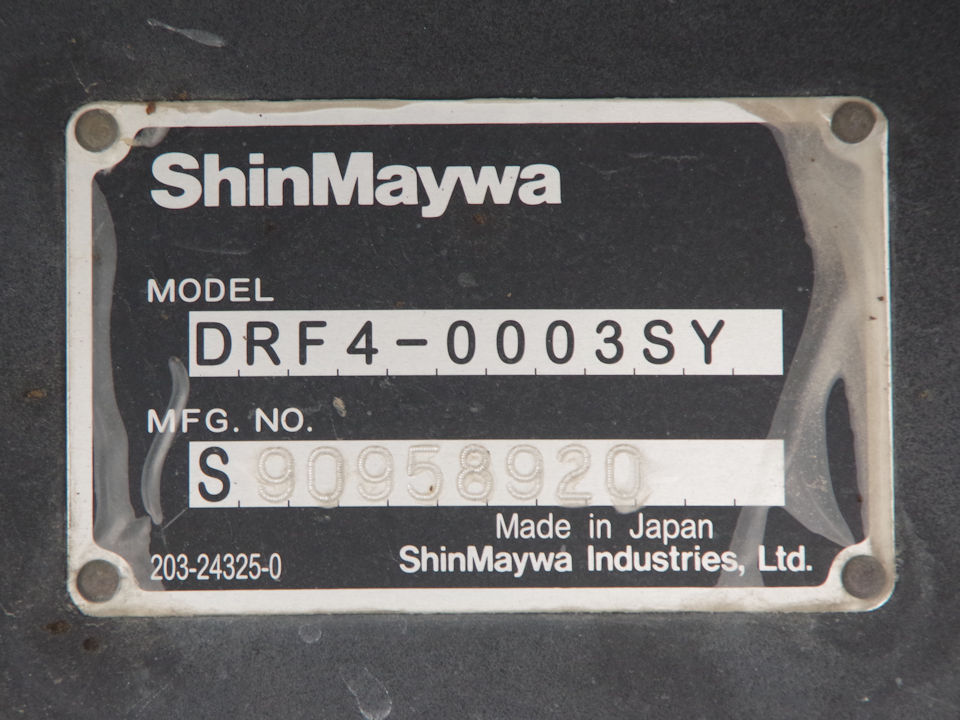 ShinMaywa
MODEL
DRF4-0003SY
MFG. NO.
S 90958920
Made in Japan
203-24325-0 ShinMaywa Industries, Ltd.